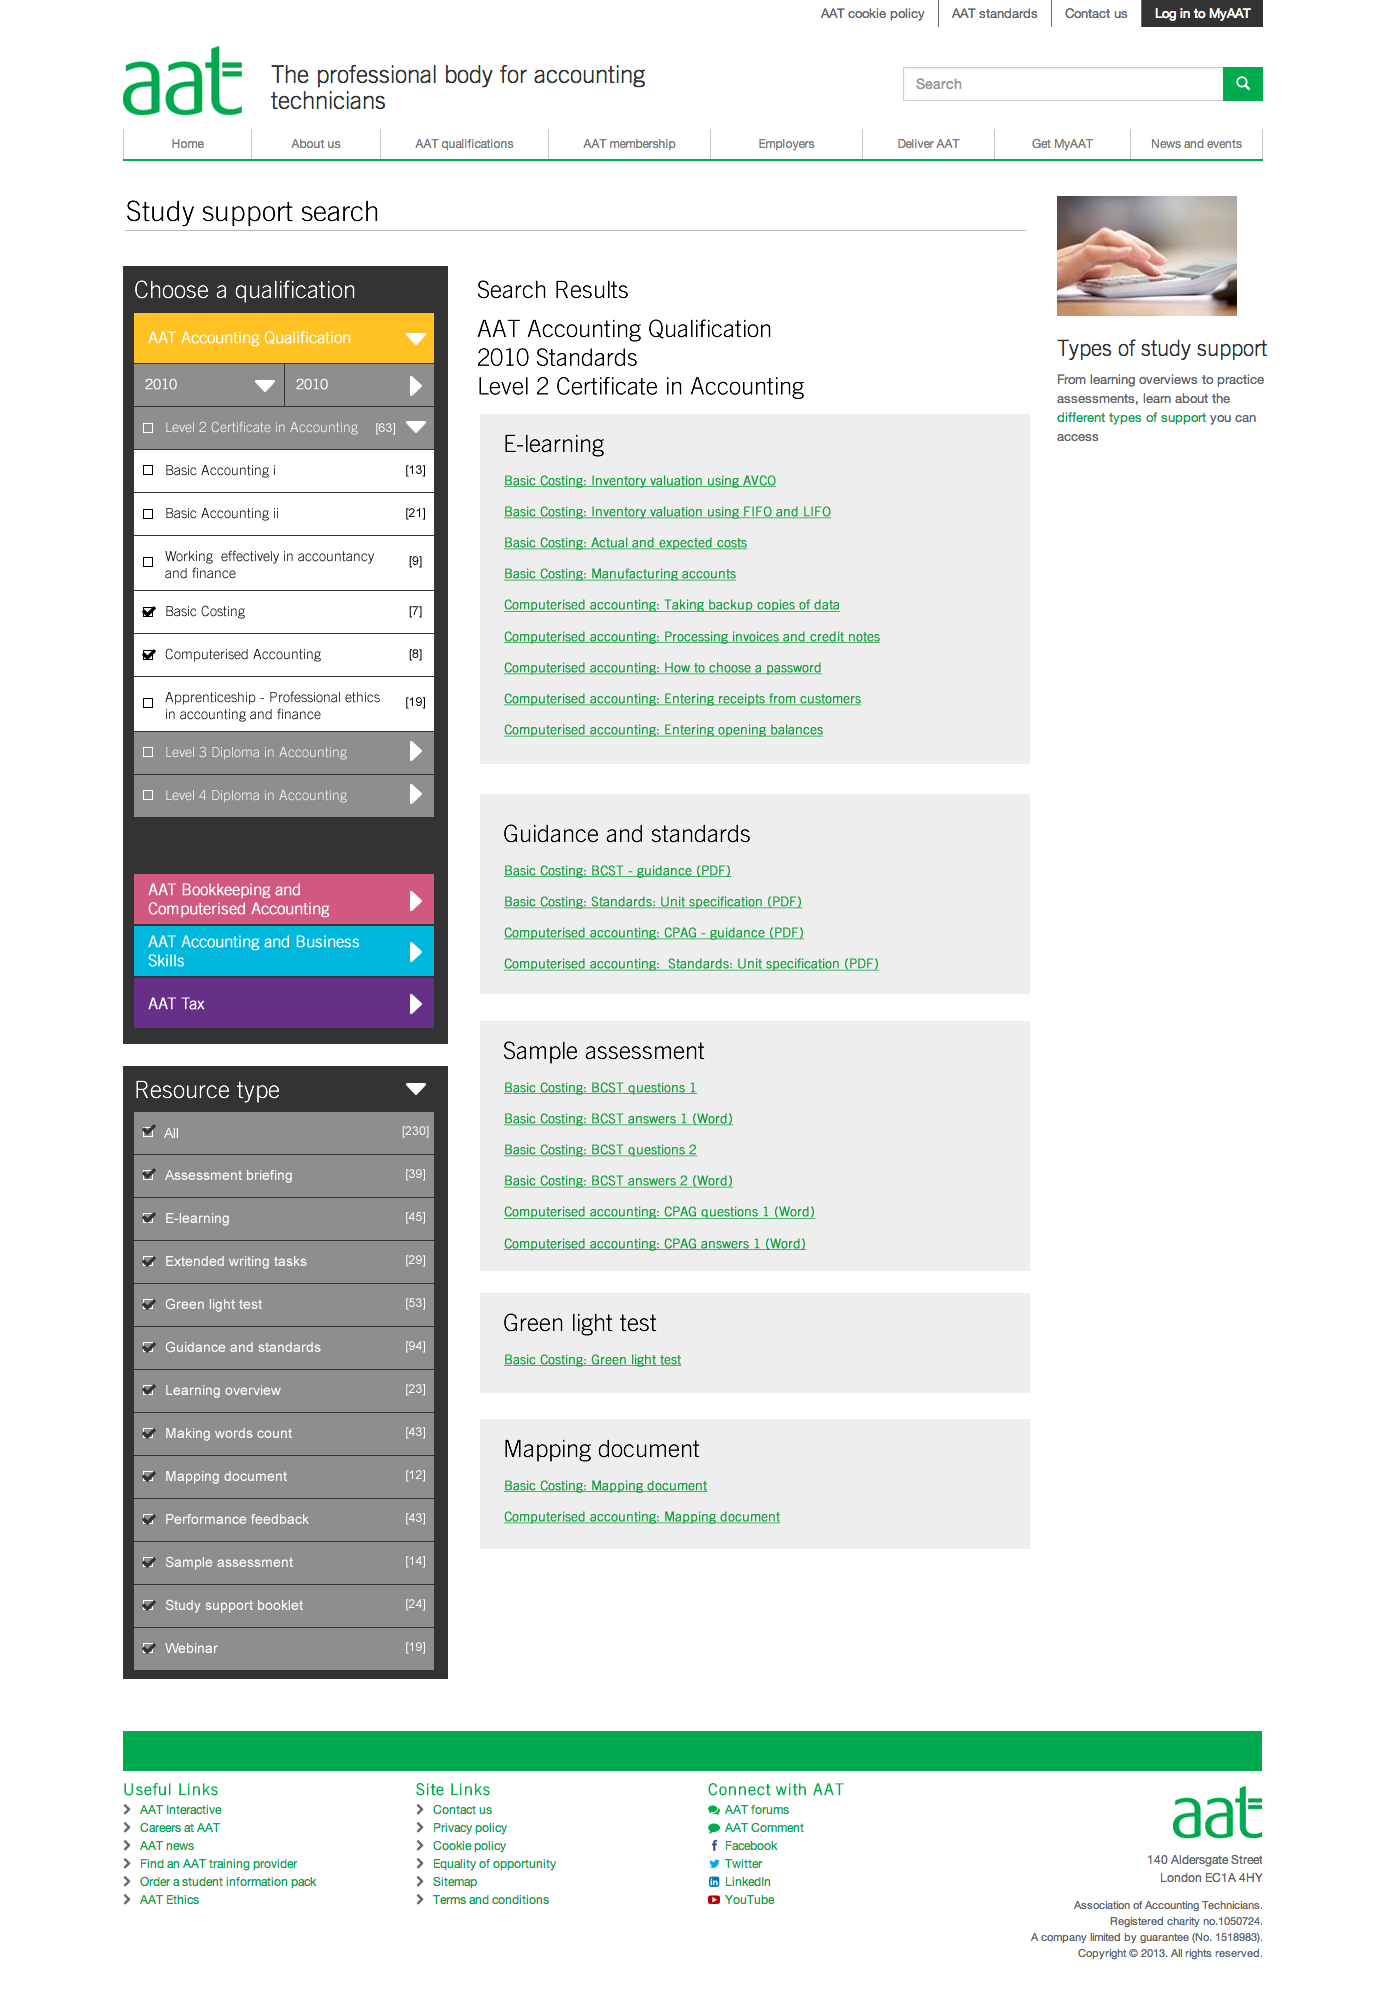 AAT cookie policy
AAT standards
Contact us
Log in to MyAAT
aat
The professional body for accounting
technicians
Search
Home
About us
AAT qualifications
AAT membership
Employers
Deliver AAT
Get MyAAT
News and events
Study support search
Choose a qualification
AAT Accounting Qualification
2010
2010
Level 2 Certificate in Accounting [63]
Basic Accounting i [13]
Basic Accounting ii [21]
Working  effectively in accountancy
and finance [9]
Basic Costing [7]
Computerised Accounting [8]
Apprenticeship - Professional ethics
in accounting and finance [19]
Level 3 Diploma in Accounting
Level 4 Diploma in Accounting
AAT Bookkeeping and
Computerised Accounting
AAT Accounting and Business
Skills
AAT Tax
Resource type
All [230]
Assessment briefing [39]
E-learning [45]
Extended writing tasks [29]
Green light test [53]
Guidance and standards [94]
Learning overview [23]
Making words count [43]
Mapping document [12]
Performance feedback [43]
Sample assessment [14]
Study support booklet [24]
Webinar [19]
Search Results
AAT Accounting Qualification
2010 Standards
Level 2 Certificate in Accounting
E-learning
Basic Costing: Inventory valuation using AVCO
Basic Costing: Inventory valuation using FIFO and LIFO
Basic Costing: Actual and expected costs
Basic Costing: Manufacturing accounts
Computerised accounting: Taking backup copies of data
Computerised accounting: Processing invoices and credit notes
Computerised accounting: How to choose a password
Computerised accounting: Entering receipts from customers
Computerised accounting: Entering opening balances
Guidance and standards
Basic Costing: BCST - guidance (PDF)
Basic Costing: Standards: Unit specification (PDF)
Computerised accounting: CPAG - guidance (PDF)
Computerised accounting:  Standards: Unit specification (PDF)
Sample assessment
Basic Costing: BCST questions 1
Basic Costing: BCST answers 1 (Word)
Basic Costing: BCST questions 2
Basic Costing: BCST answers 2 (Word)
Computerised accounting: CPAG questions 1 (Word)
Computerised accounting: CPAG answers 1 (Word)
Green light test
Basic Costing: Green light test
Mapping document
Basic Costing: Mapping document
Computerised accounting: Mapping document
Types of study support
From learning overviews to practice
assessments, learn about the
different types of support you can
access
Useful Links
AAT Interactive
Careers at AAT
AAT news
Find an AAT training provider
Order a student information pack
AAT Ethics
Site Links
Contact us
Privacy policy
Cookie policy
Equality of opportunity
Sitemap
Terms and conditions
Connect with AAT
AAT forums
AAT Comment
Facebook
Twitter
LinkedIn
YouTube
aat
140 Aldersgate Street
London EC1A 4HY
Association of Accounting Technicians.
Registered charity no.1050724.
A company limited by guarantee (No. 1518983).
Copyright © 2013. All rights reserved.